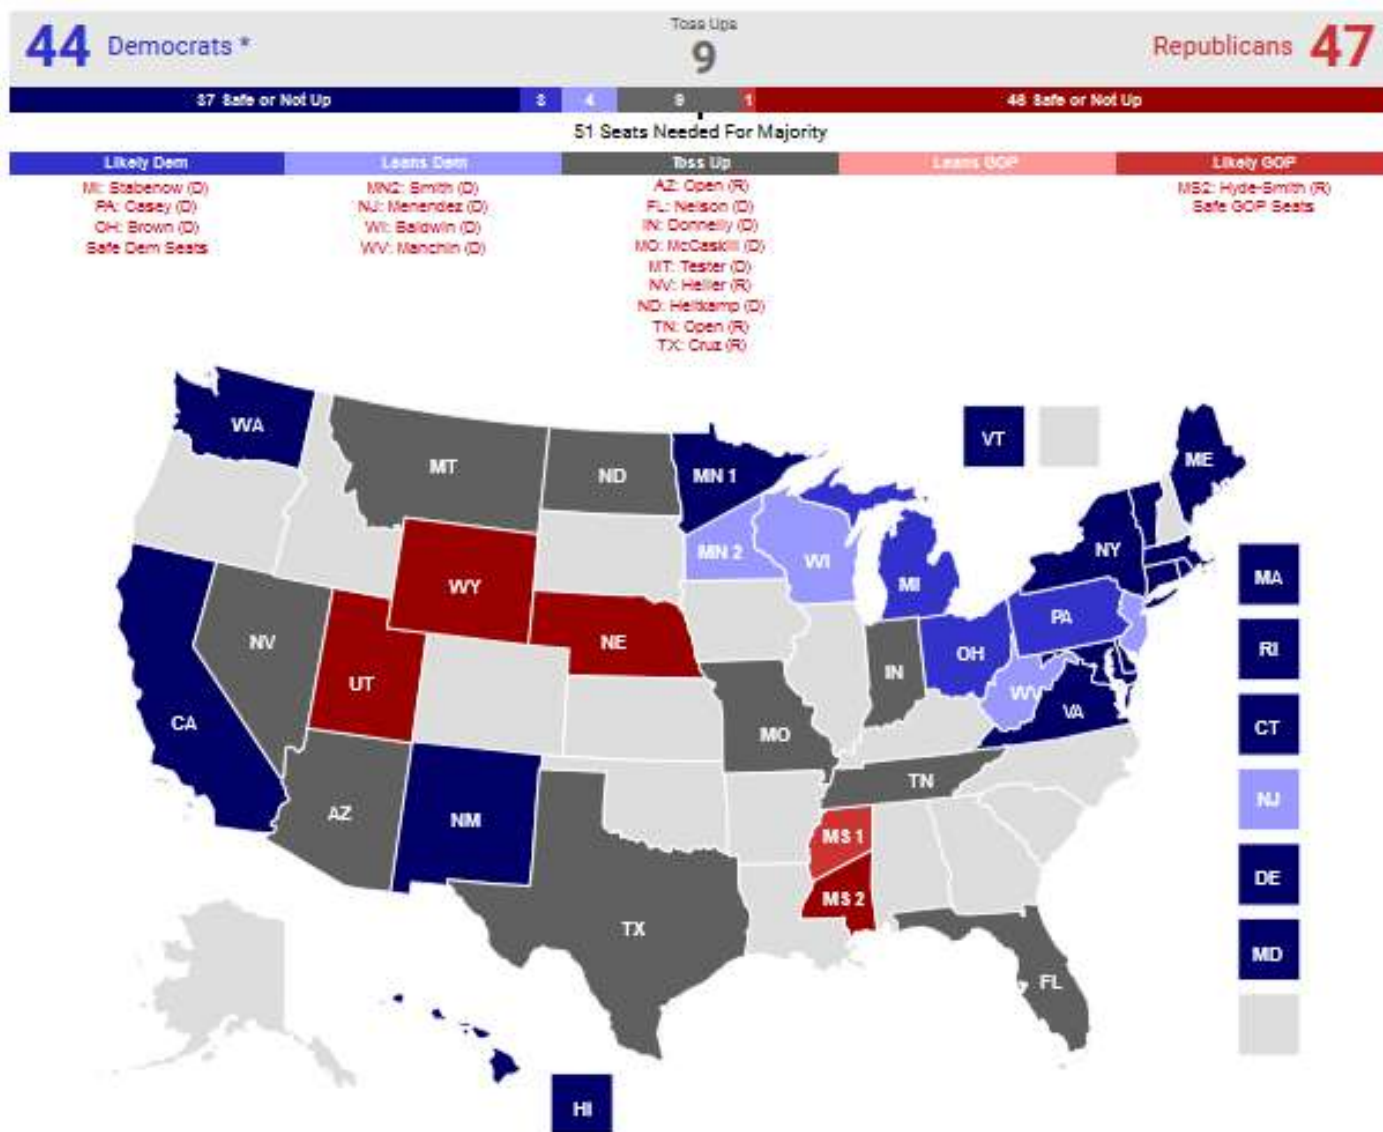 44 Democrats *
Toss Ups
9
Republicans 47
37 Safe or Not Up
3
4
9
1
46 Safe or Not Up
51 Seats Needed For Majority
Likely Dem
Leans Dem
Toss Up
Leans GOP
Likely GOP
MI: Stabenow (D)
PA: Casey (D)
OH: Brown (D)
Safe Dem Seats
MN2: Smith (D)
NJ: Menendez (D)
WI: Baldwin (D)
WV: Manchin (D)
AZ: Open (R)
FL: Nelson (D)
IN: Donnelly (D)
MO: McCaskill (D)
MT: Tester (D)
NV: Heller (R)
ND: Heitkamp (D)
TN: Open (R)
TX: Cruz (R)
MS2: Hyde-Smith (R)
Safe GOP Seats
WA
MT
ND
MN 1
VT
ME
MN 2
WI
NY
MI
MA
WY
PA
NV
NE
OH
RI
UT
IN
WV
CA
VA
CT
MO
TN
NJ
AZ
NM
MS 1
DE
MS 2
TX
MD
FL
HI